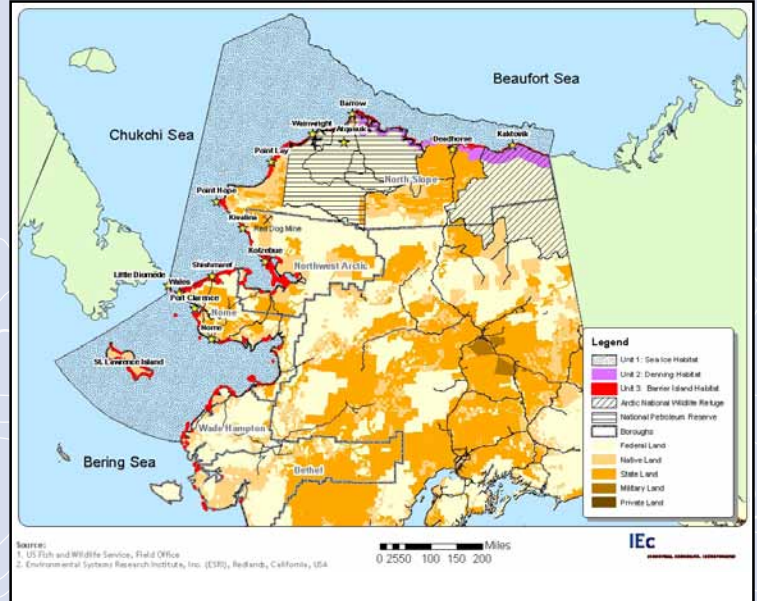 Beaufort Sea
Chukchi Sea
Barrow
Wainwright
Atqasuk
Deadhorse
Kaktovik
Point Lay
North Slope
Point Hope
Kivalina
Red Dog Mine
Kotzebue
Northwest Arctic
Shishmaref
Little Diomede
Wales
Port Clarence
Nome
Nome
St. Lawrence Island
Wade Hampton
Bethel
Bering Sea
Legend
Unit 1: Sea Ice Habitat
Unit 2: Denning Habitat
Unit 3: Barrier Island Habitat
Arctic National Wildlife Refuge
National Petroleum Reserve
Boroughs
Federal Land
Native Land
State Land
Military Land
Private Land
Source:
1. US Fish and Wildlife Service, Field Office
2. Environmental Systems Research Institute, Inc. (ESRI), Redlands, California, USA
Miles
0 25 50 100 150 200
IEc
INDUSTRIAL ECONOMICS, INCORPORATED